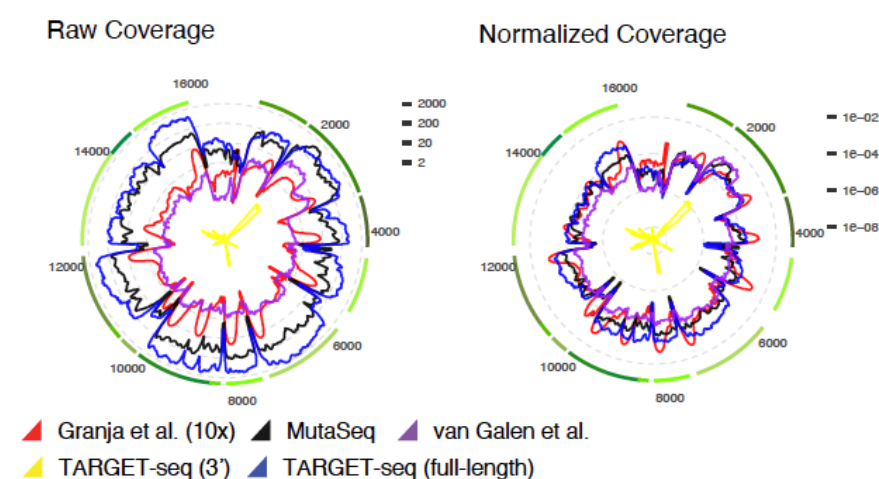 Raw Coverage
Normalized Coverage
16000
2000
4000
6000
8000
10000
12000
14000
2000
200
20
2
16000
2000
4000
6000
8000
10000
12000
14000
1e−02
1e−04
1e−06
1e−08
Granja et al. (10x) MutaSeq van Galen et al.
TARGET-seq (3’) TARGET-seq (full-length)